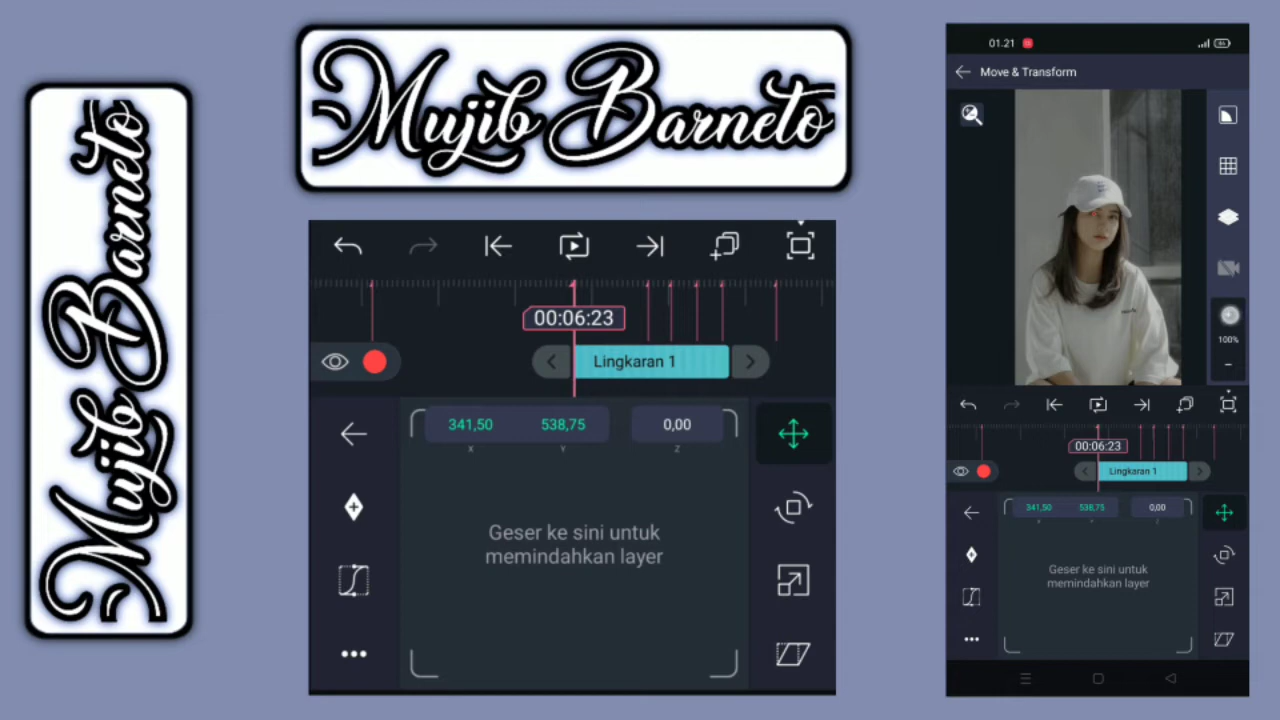 Mujib Barneto
Mujib Barneto
00:06:23
Lingkaran 1
341,50 538,75 0,00
X Y Z
Geser ke sini untuk
memindahkan layer
01.21
Move & Transform
100%
00:06:23
Lingkaran 1
341,50 538,75 0,00
Geser ke sini untuk
memindahkan layer